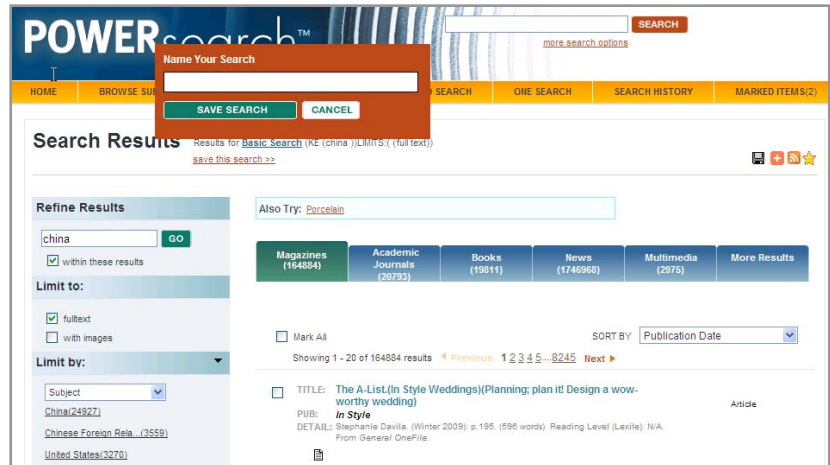 POWERsearch™
SEARCH
more search options
Name Your Search
SAVE SEARCH
CANCEL
HOME
BROWSE SU
D SEARCH
ONE SEARCH
SEARCH HISTORY
MARKED ITEMS(2)
Search Results
Results for Basic Search (KE (china ))LIMITS:( (full text))
save this search >>
Refine Results
china
GO
within these results
Limit to:
fulltext
with images
Limit by:
Subject
China(24927)
Chinese Foreign Rela...(3559)
United States(3270)
Also Try: Porcelain
Magazines
(164884)
Academic
Journals
(20793)
Books
(19811)
News
(1746968)
Multimedia
(2975)
More Results
Mark All
SORT BY Publication Date
Showing 1 - 20 of 164884 results Previous 1 2 3 4 5....8245 Next
TITLE: The A-List.(In Style Weddings)(Planning; plan it! Design a wow-
worthy wedding)
Article
PUB: In Style
DETAIL: Stephanie Davila. (Winter 2009): p.195. (596 words) Reading Level (Lexile): N/A.
From General OneFile.